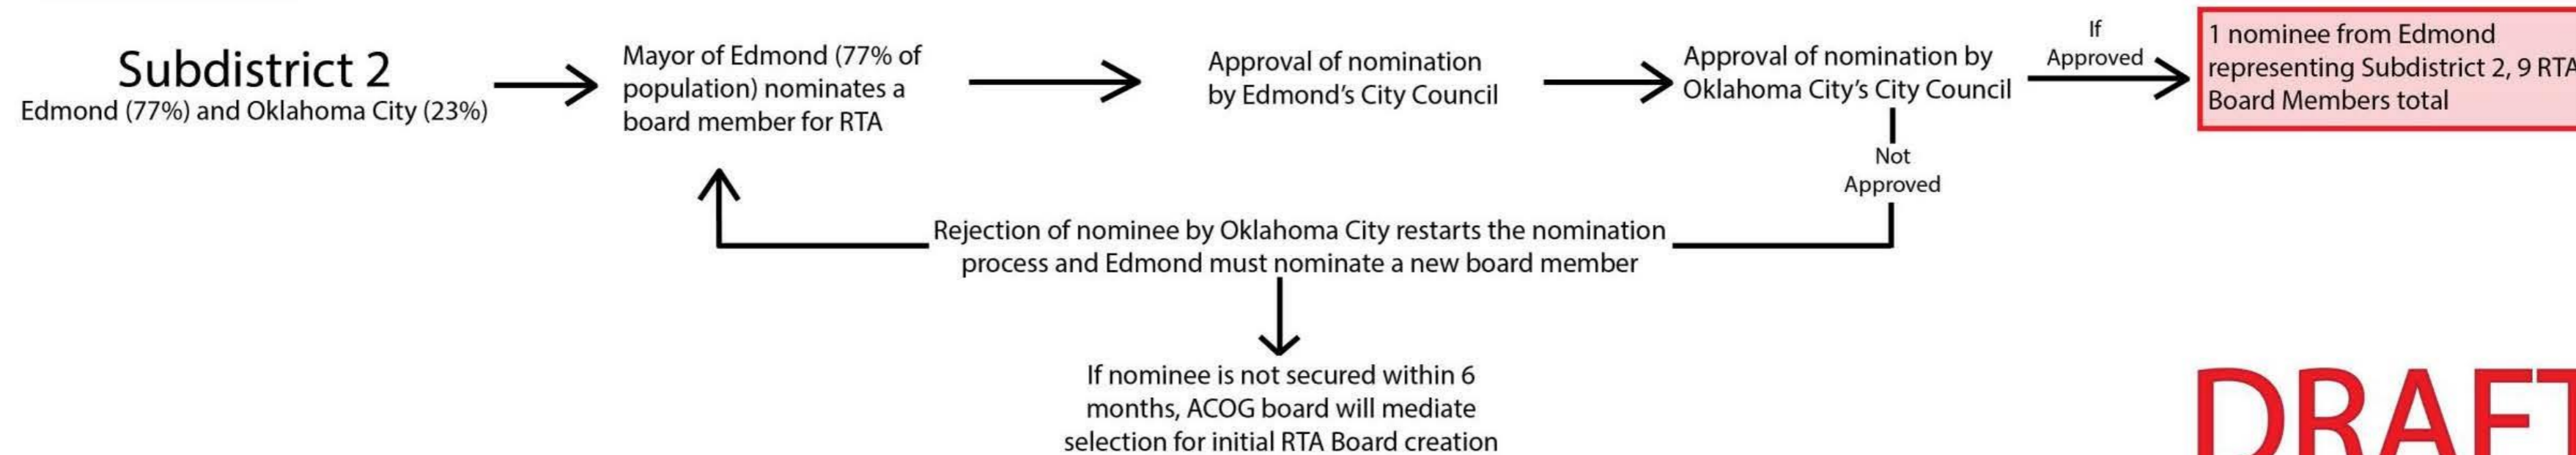 Subdistrict 2
Edmond (77%) and Oklahoma City (23%)
Mayor of Edmond (77% of
population) nominates a
board member for RTA
Approval of nomination
by Edmond's City Council
Approval of nomination by
Oklahoma City's City Council
If
Approved
1 nominee from Edmond
representing Subdistrict 2, 9 RTA
Board Members total
Not
Approved
Rejection of nominee by Oklahoma City restarts the nomination
process and Edmond must nominate a new board member
If nominee is not secured within 6
months, ACOG board will mediate
selection for initial RTA Board creation
DRAFT